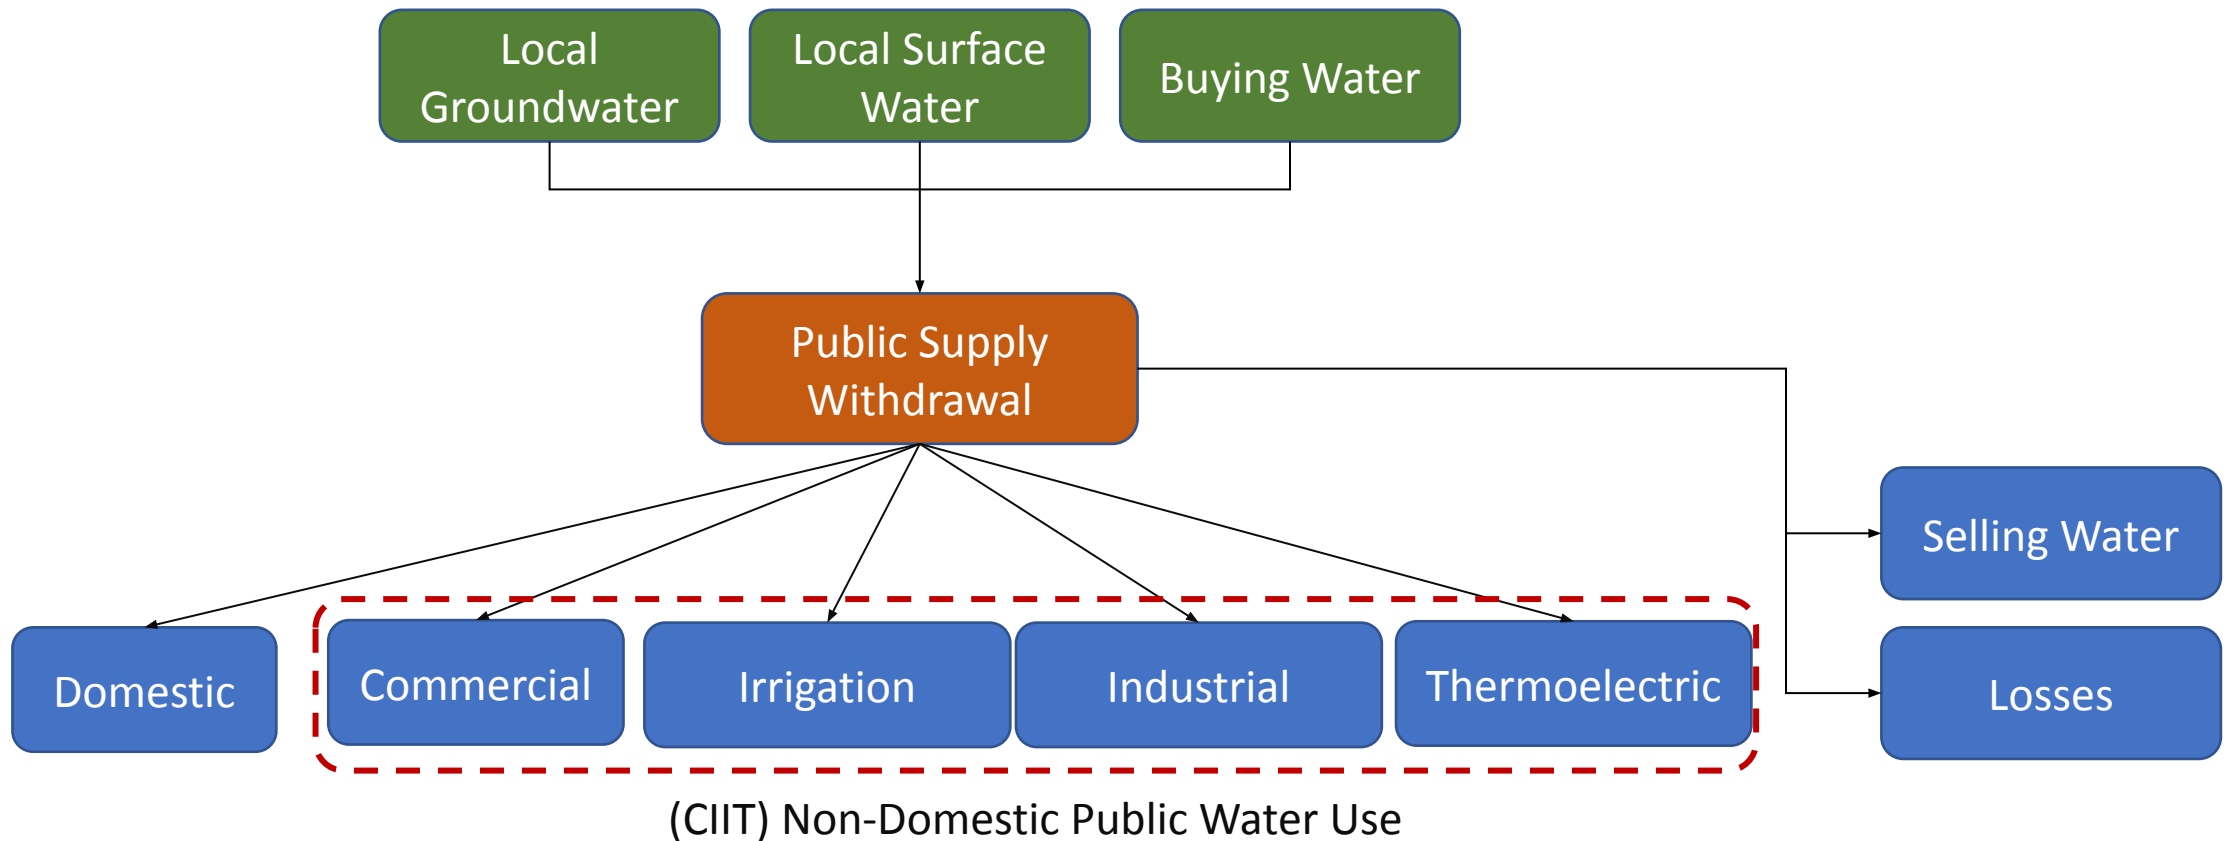 Local
Groundwater
Local Surface
Water
Buying Water
Public Supply
Withdrawal
Selling Water
Domestic
Commercial
Irrigation
Industrial
Thermoelectric
Losses
(CIIT) Non-Domestic Public Water Use